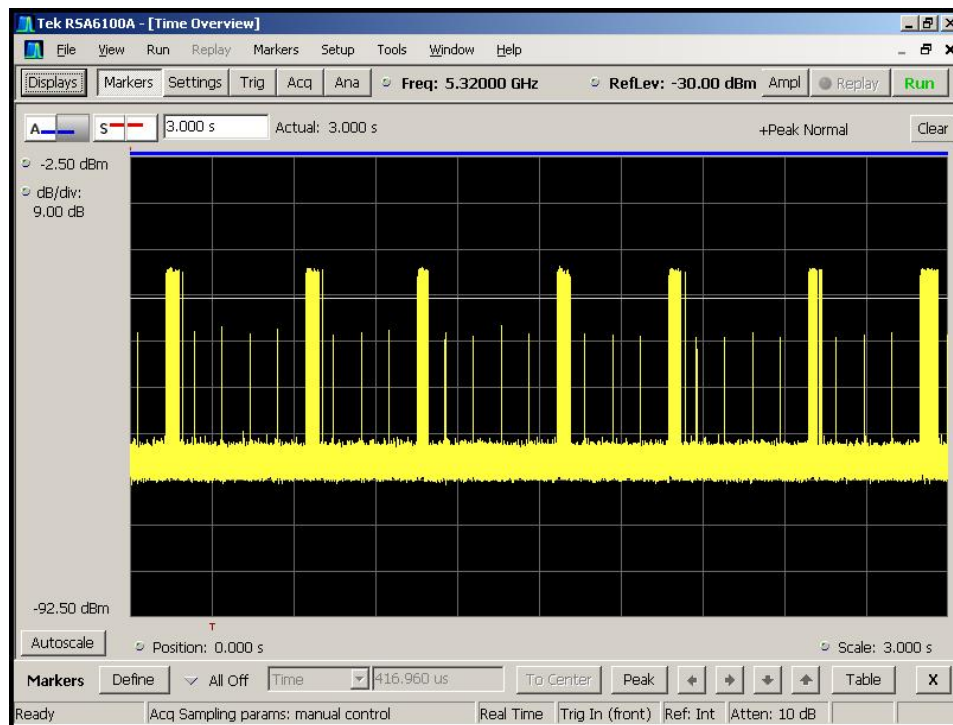 Tek RSA6100A - [Time Overview]
File View Run Replay Markers Setup Tools Window Help
Displays Markers Settings Trig Acq Ana Freq: 5.32000 GHz RefLev: -30.00 dBm Ampl Replay Run
A S 3.000 s Actual: 3.000 s +Peak Normal Clear
-2.50 dBm
dB/div:
9.00 dB
-92.50 dBm
T
Autoscale Position: 0.000 s Scale: 3.000 s
Markers Define All Off Time 416.960 us To Center Peak Table X
Ready Acq Sampling params: manual control Real Time Trig In (front) Ref: Int Atten: 10 dB